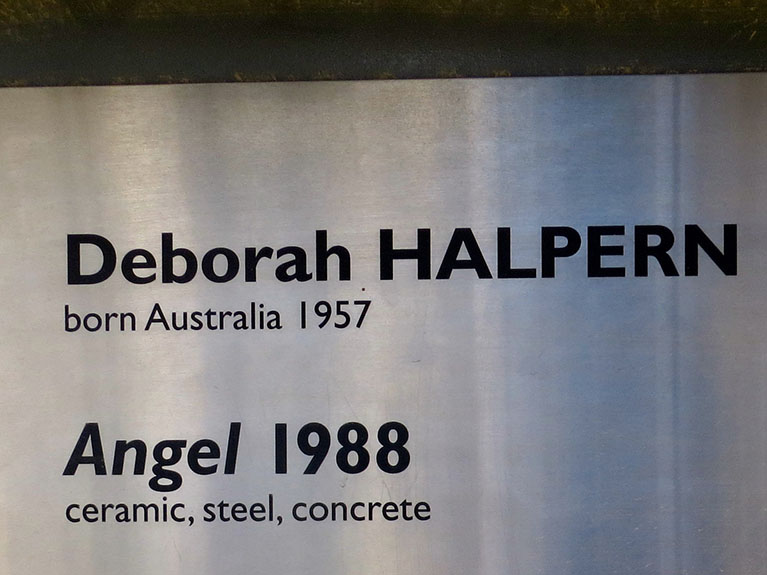 Deborah HALPERN
born Australia 1957
Angel 1988
ceramic, steel, concrete